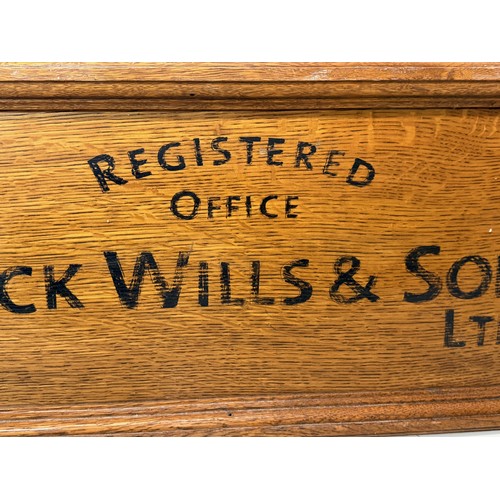 REGISTERED
OFFICE
CK WILLS & SO
LT